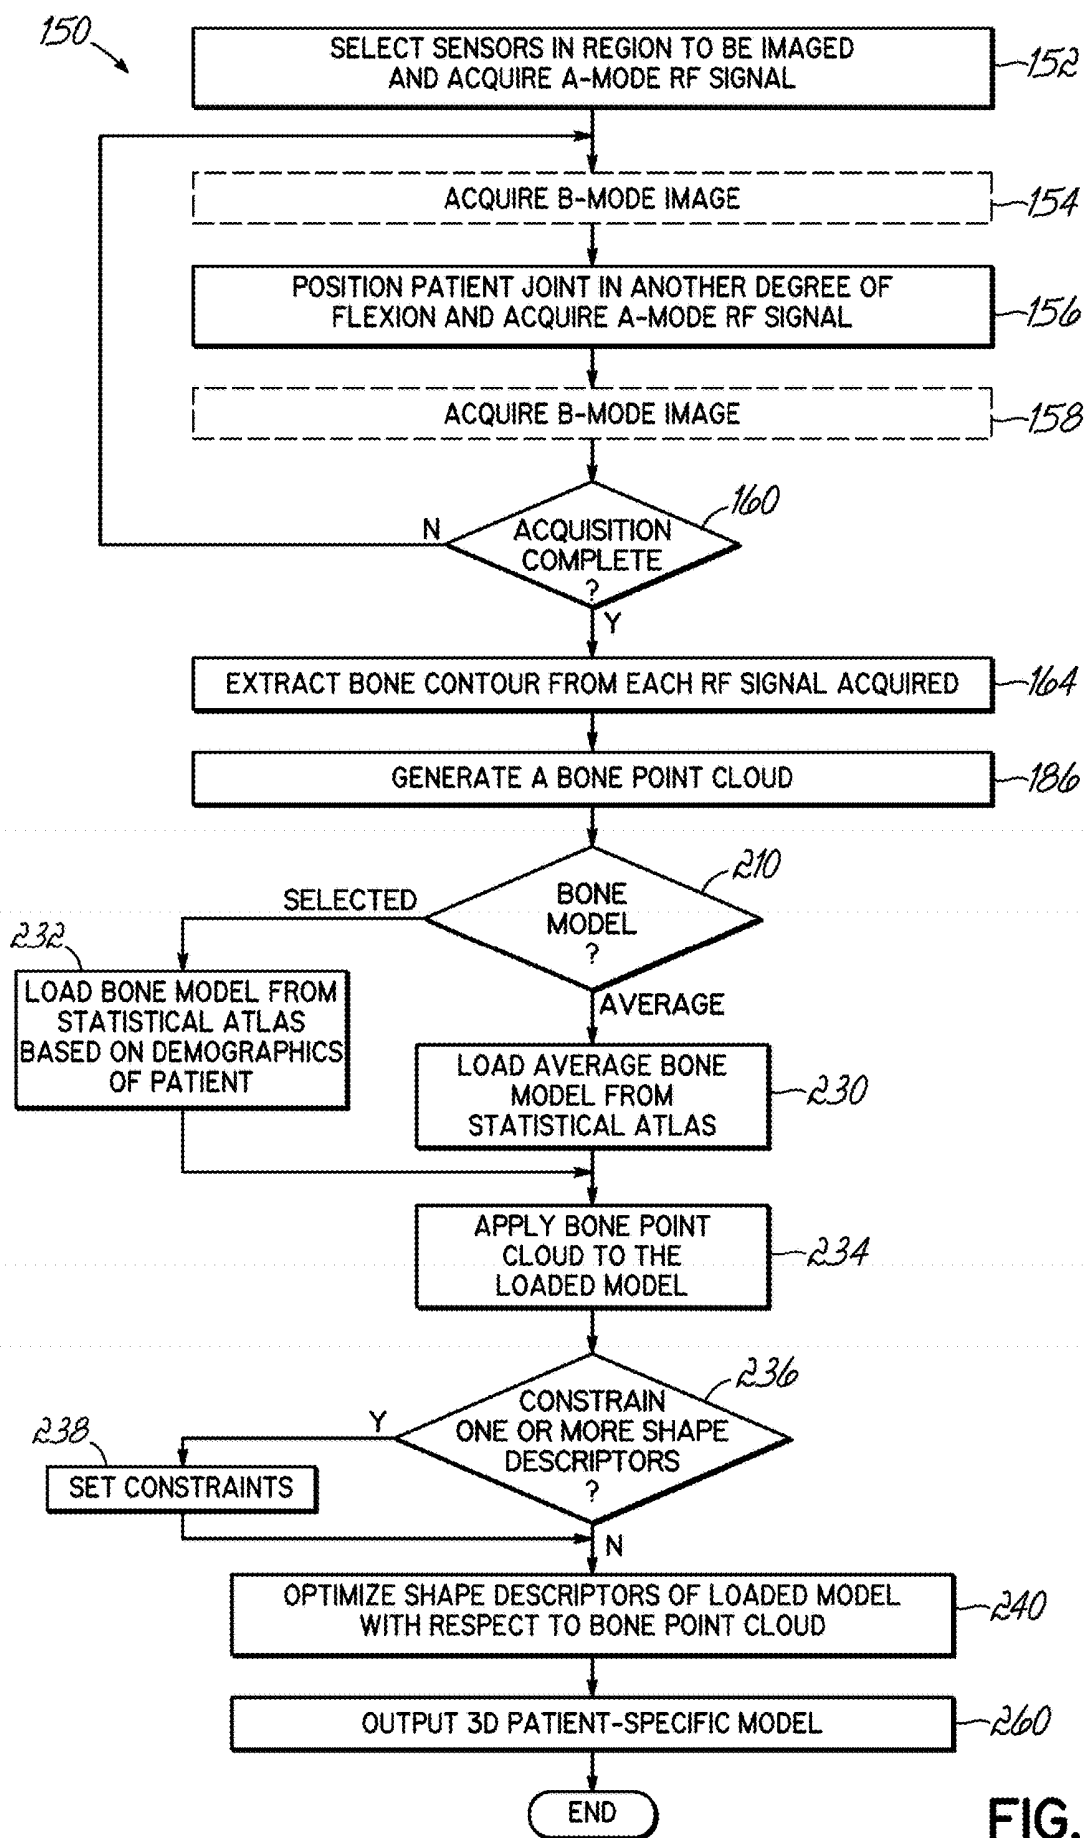 150
SELECT SENSORS IN REGION TO BE IMAGED
AND ACQUIRE A-MODE RF SIGNAL
152
ACQUIRE B-MODE IMAGE
154
POSITION PATIENT JOINT IN ANOTHER DEGREE OF
FLEXION AND ACQUIRE A-MODE RF SIGNAL
156
ACQUIRE B-MODE IMAGE
158
160
N
ACQUISITION
COMPLETE
?
Y
EXTRACT BONE CONTOUR FROM EACH RF SIGNAL ACQUIRED
164
GENERATE A BONE POINT CLOUD
186
210
SELECTED
BONE
MODEL
?
232
LOAD BONE MODEL FROM
STATISTICAL ATLAS
BASED ON DEMOGRAPHICS
OF PATIENT
AVERAGE
LOAD AVERAGE BONE
MODEL FROM
STATISTICAL ATLAS
230
APPLY BONE POINT
CLOUD TO THE
LOADED MODEL
234
236
CONSTRAIN
ONE OR MORE SHAPE
DESCRIPTORS
?
Y
238
SET CONSTRAINTS
N
OPTIMIZE SHAPE DESCRIPTORS OF LOADED MODEL
WITH RESPECT TO BONE POINT CLOUD
240
OUTPUT 3D PATIENT-SPECIFIC MODEL
260
END
FIG.